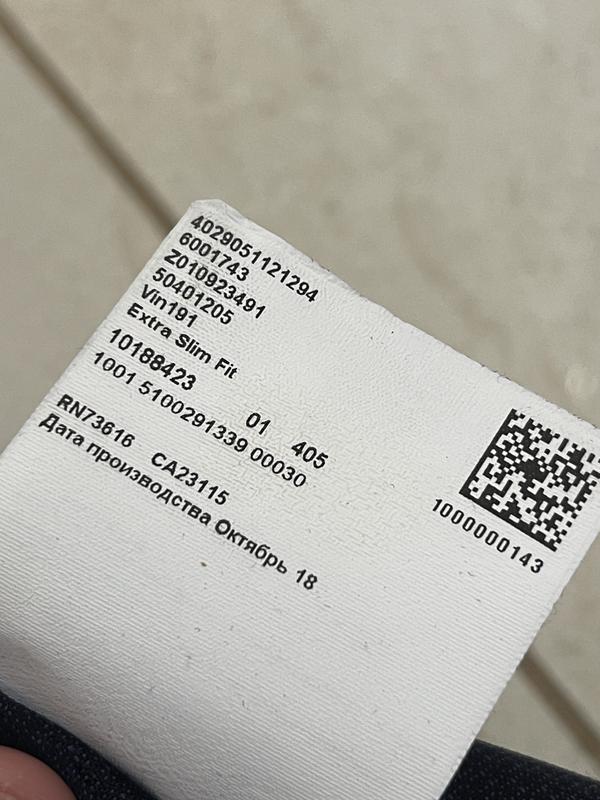 4029051121294
6001743
Z010923491
50401205
Vin191
Extra Slim Fit
10188423 01 405
1001 5100291339 00030
RN73616 CA23115
Дата производства Октябрь 18
1000000143